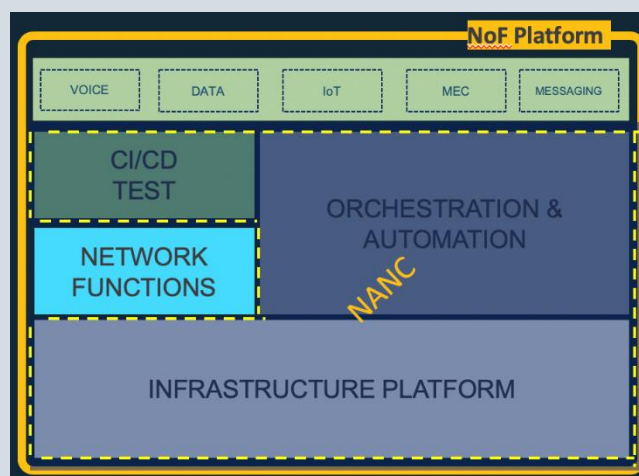 NoF Platform
VOICE
DATA
IoT
MEC
MESSAGING
CI/CD
TEST
ORCHESTRATION &
AUTOMATION
NETWORK
FUNCTIONS
NANC
INFRASTRUCTURE PLATFORM